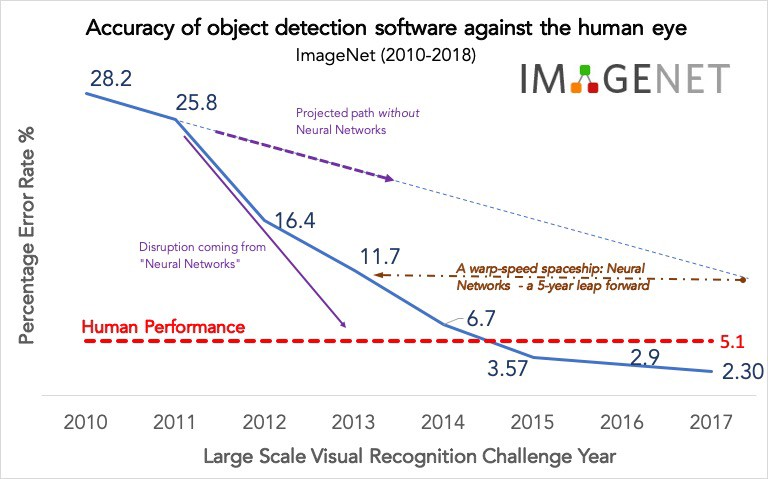 Accuracy of object detection software against the human eye
ImageNet (2010-2018)
IMAGENET
28.2
25.8
Projected path without
Neural Networks
16.4
Disruption coming from
"Neural Networks"
11.7
A warp-speed spaceship: Neural
Networks - a 5-year leap forward
Human Performance
6.7
5.1
3.57
2.9
2.30
Percentage Error Rate %
2010 2011 2012 2013 2014 2015 2016 2017
Large Scale Visual Recognition Challenge Year